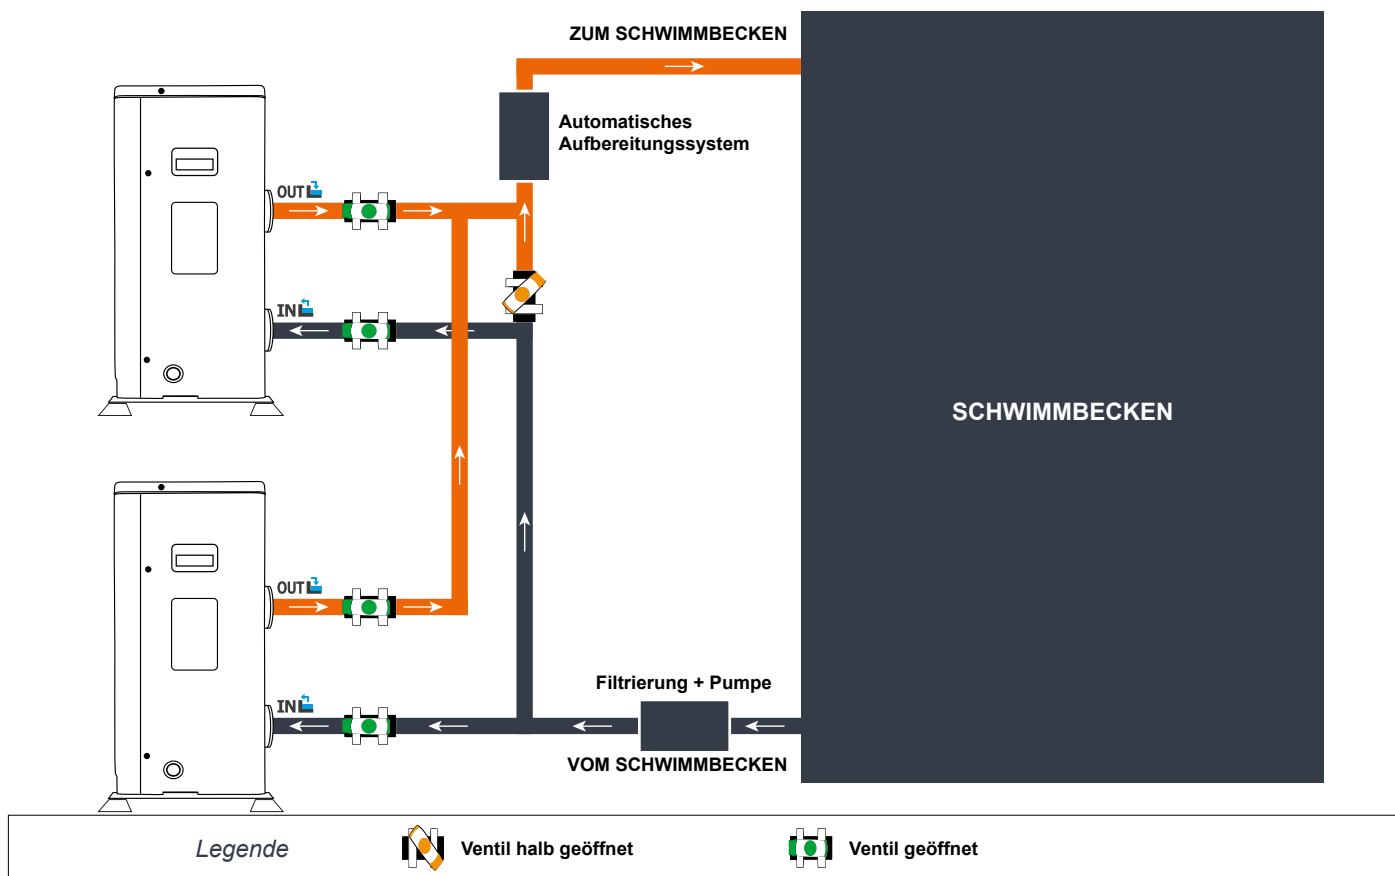 ZUM SCHWIMMBECKEN
Automatisches
Aufbereitungssystem
OUT
IN
SCHWIMMBECKEN
OUT
IN
Filtrierung + Pumpe
VOM SCHWIMMBECKEN
Legende
Ventil halb geöffnet
Ventil geöffnet